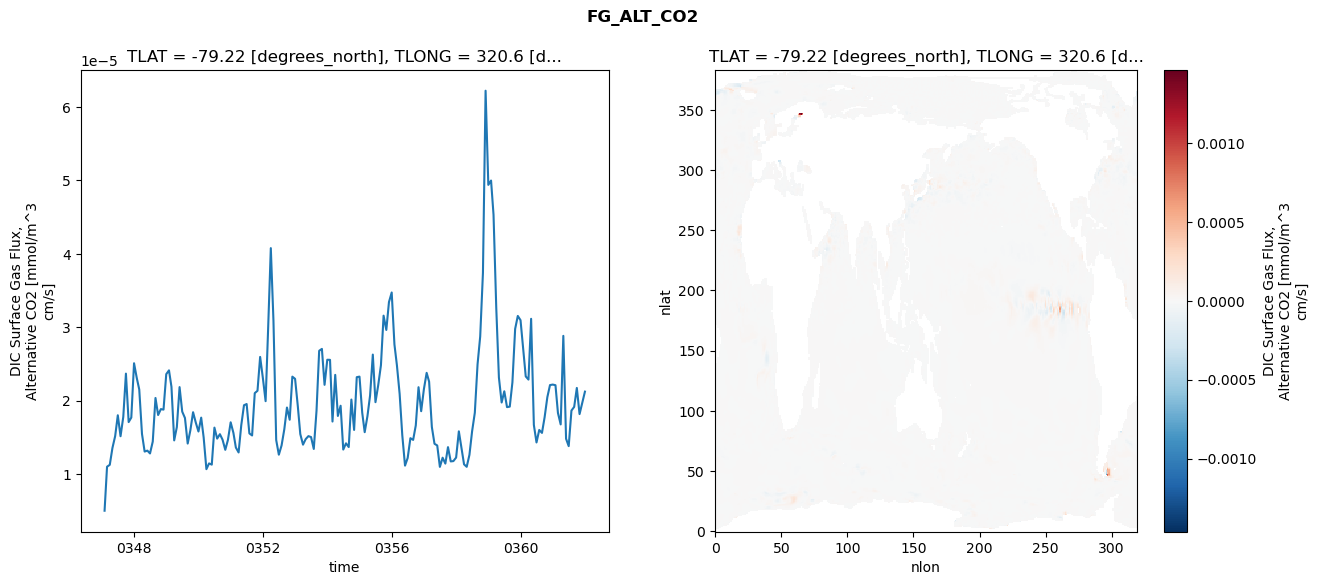 FG_ALT_CO2
TLAT = -79.22 [degrees_north], TLONG = 320.6 [d...
1e−5
6
5
4
3
2
1
DIC Surface Gas Flux,
Alternative CO2 [mmol/m^3
cm/s]
0348
0352
0356
0360
time
TLAT = -79.22 [degrees_north], TLONG = 320.6 [d...
350
300
250
200
150
100
50
0
nlat
0
50
100
150
200
250
300
nlon
0.0010
0.0005
0.0000
−0.0005
−0.0010
DIC Surface Gas Flux,
Alternative CO2 [mmol/m^3
cm/s]